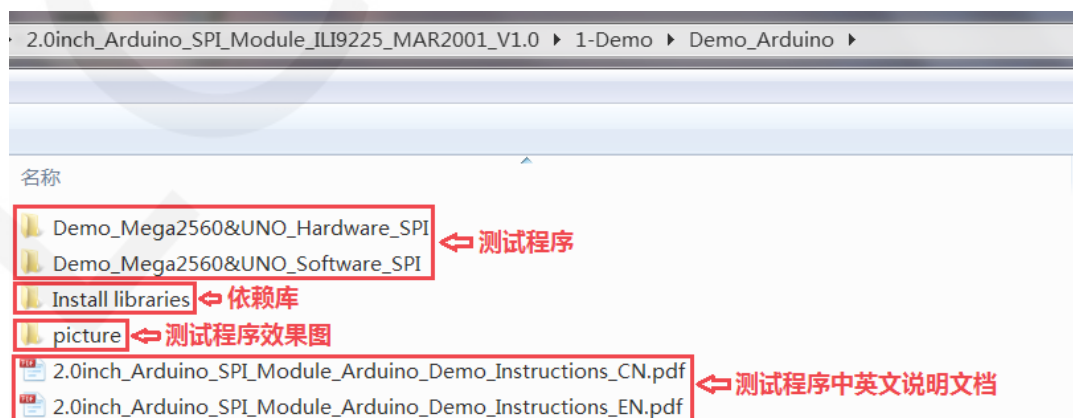 2.0inch_Arduino_SPI_Module_ILI9225_MAR2001_V1.0 ▸ 1-Demo ▸ Demo_Arduino ▸
名称
Demo_Mega2560&UNO_Hardware_SPI
测试程序
Demo_Mega2560&UNO_Software_SPI
Install libraries 依赖库
picture 测试程序效果图
2.0inch_Arduino_SPI_Module_Arduino_Demo_Instructions_CN.pdf
测试程序中英文说明文档
2.0inch_Arduino_SPI_Module_Arduino_Demo_Instructions_EN.pdf